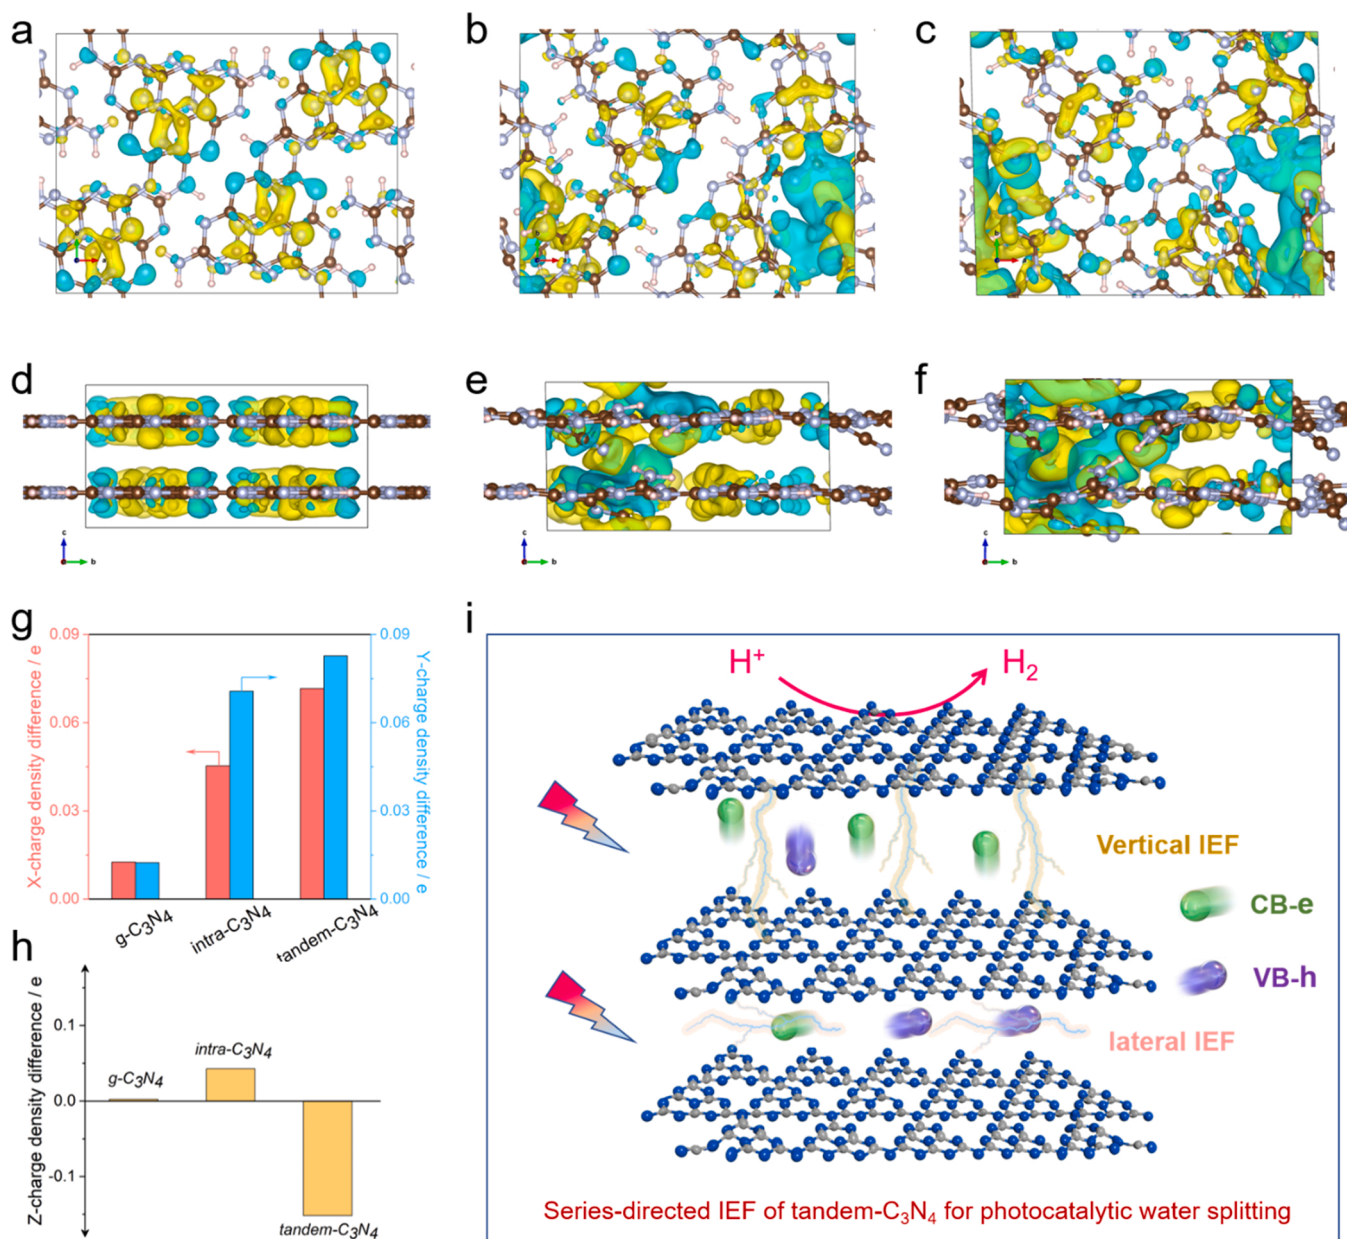 a
b
c
d
e
f
c
b
c
b
c
b
g
0.09
0.06
0.03
0.00
X-charge density difference / e
0.09
0.06
0.03
0.00
Y-charge density difference / e
g-C₃N₄
intra-C₃N₄
tandem-C₃N₄
h
0.1
0.0
-0.1
Z-charge density difference / e
g-C₃N₄
intra-C₃N₄
tandem-C₃N₄
i
H⁺
H₂
Vertical IEF
CB-e
VB-h
lateral IEF
Series-directed IEF of tandem-C₃N₄ for photocatalytic water splitting